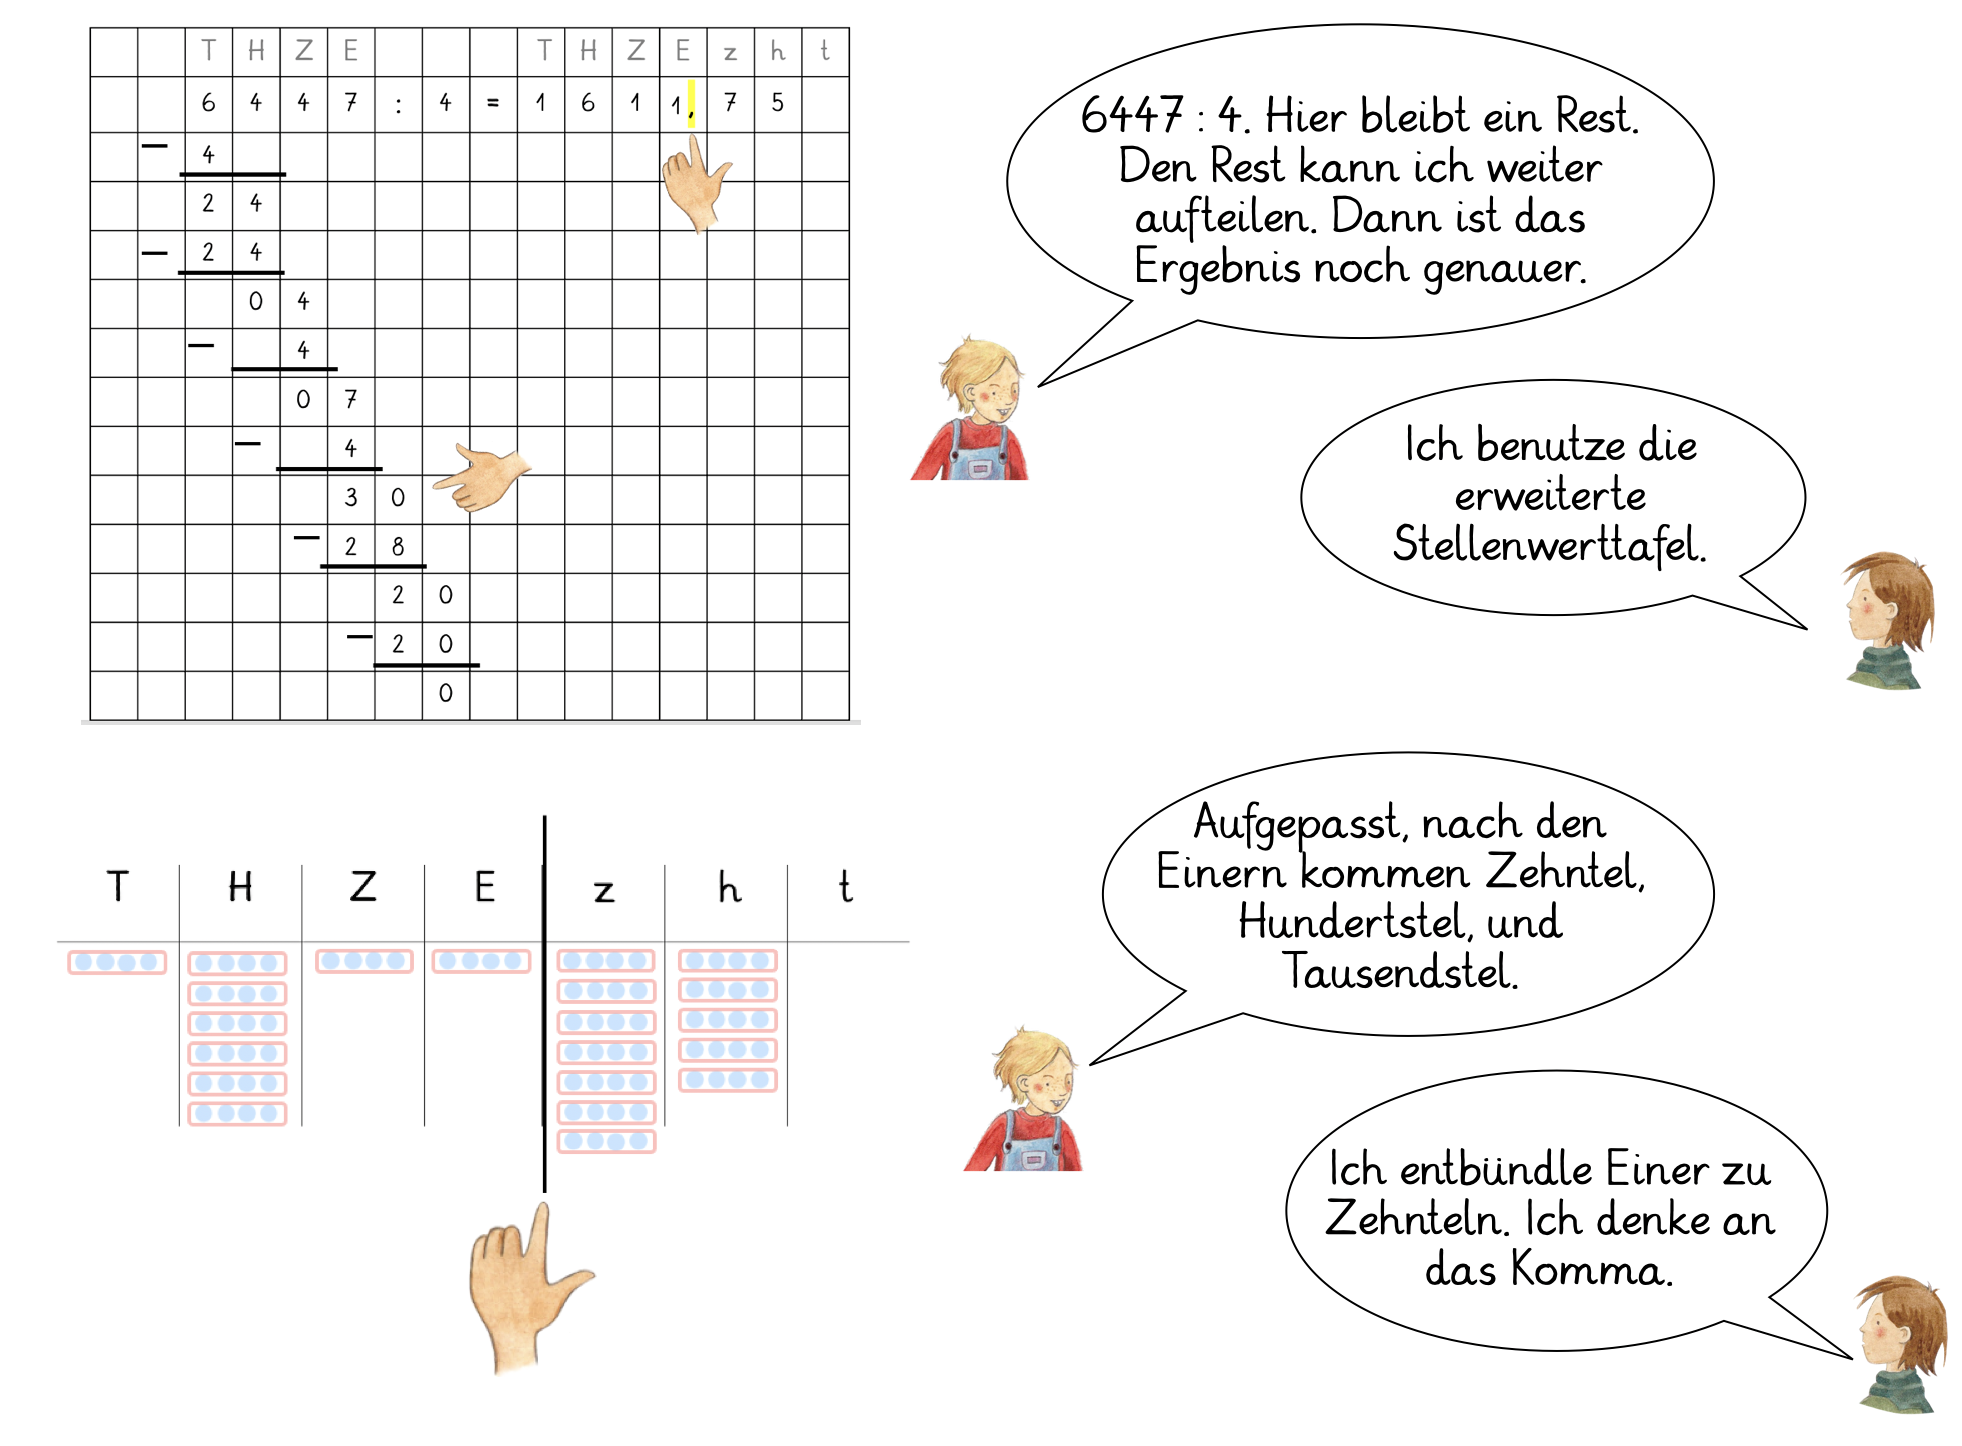 T H Z E T H Z E z h t
6 4 4 7 : 4 = 1 6 1 1, 7 5
− 4
2 4
− 2 4
0 4
− 4
0 7
− 4
3 0
− 2 8
2 0
− 2 0
0
6447 : 4. Hier bleibt ein Rest.
Den Rest kann ich weiter
aufteilen. Dann ist das
Ergebnis noch genauer.
Ich benutze die
erweiterte
Stellenwerttafel.
T H Z E z h t
Aufgepasst, nach den
Einern kommen Zehntel,
Hundertstel, und
Tausendstel.
Ich entbündle Einer zu
Zehnteln. Ich denke an
das Komma.